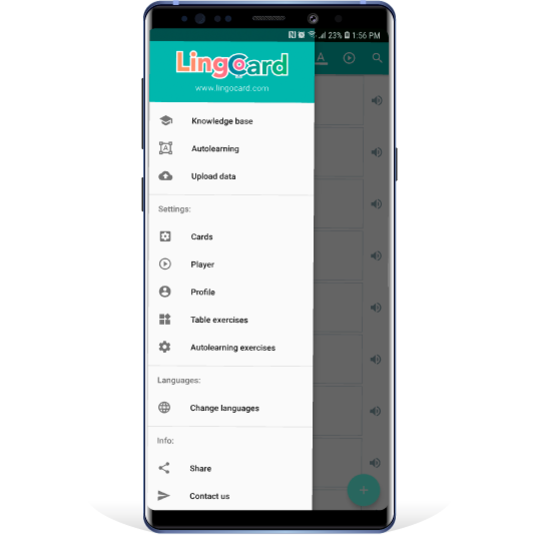 23% 1:56 PM
LingCard
www.lingocard.com
A
Knowledge base
Autolearning
Upload data
Settings:
Cards
Player
Profile
Table exercises
Autolearning exercises
Languages:
Change languages
Info:
Share
Contact us